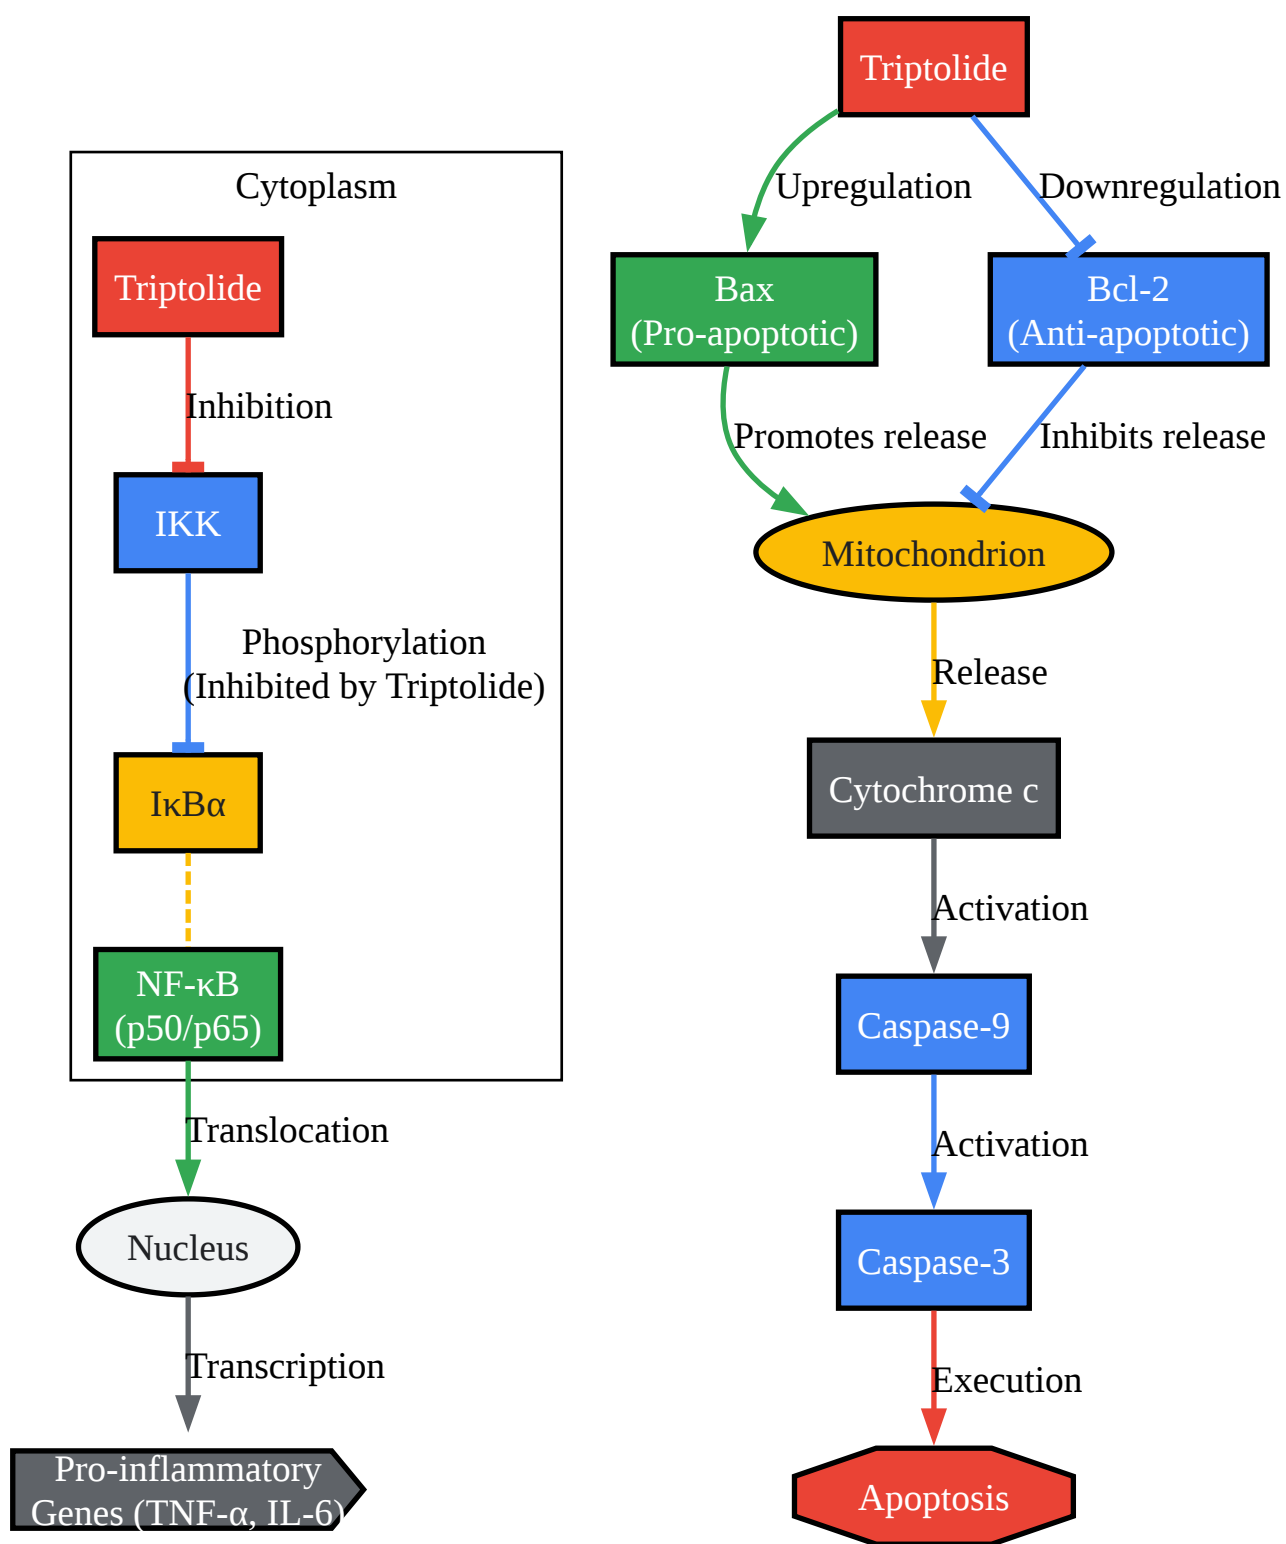 Cytoplasm
Triptolide
Inhibition
IKK
Phosphorylation
(Inhibited by Triptolide)
IκBα
NF-κB
(p50/p65)
Translocation
Nucleus
Transcription
Pro-inflammatory
Genes (TNF-α, IL-6)
Triptolide
Upregulation
Downregulation
Bax
(Pro-apoptotic)
Bcl-2
(Anti-apoptotic)
Promotes release
Inhibits release
Mitochondrion
Release
Cytochrome c
Activation
Caspase-9
Activation
Caspase-3
Execution
Apoptosis